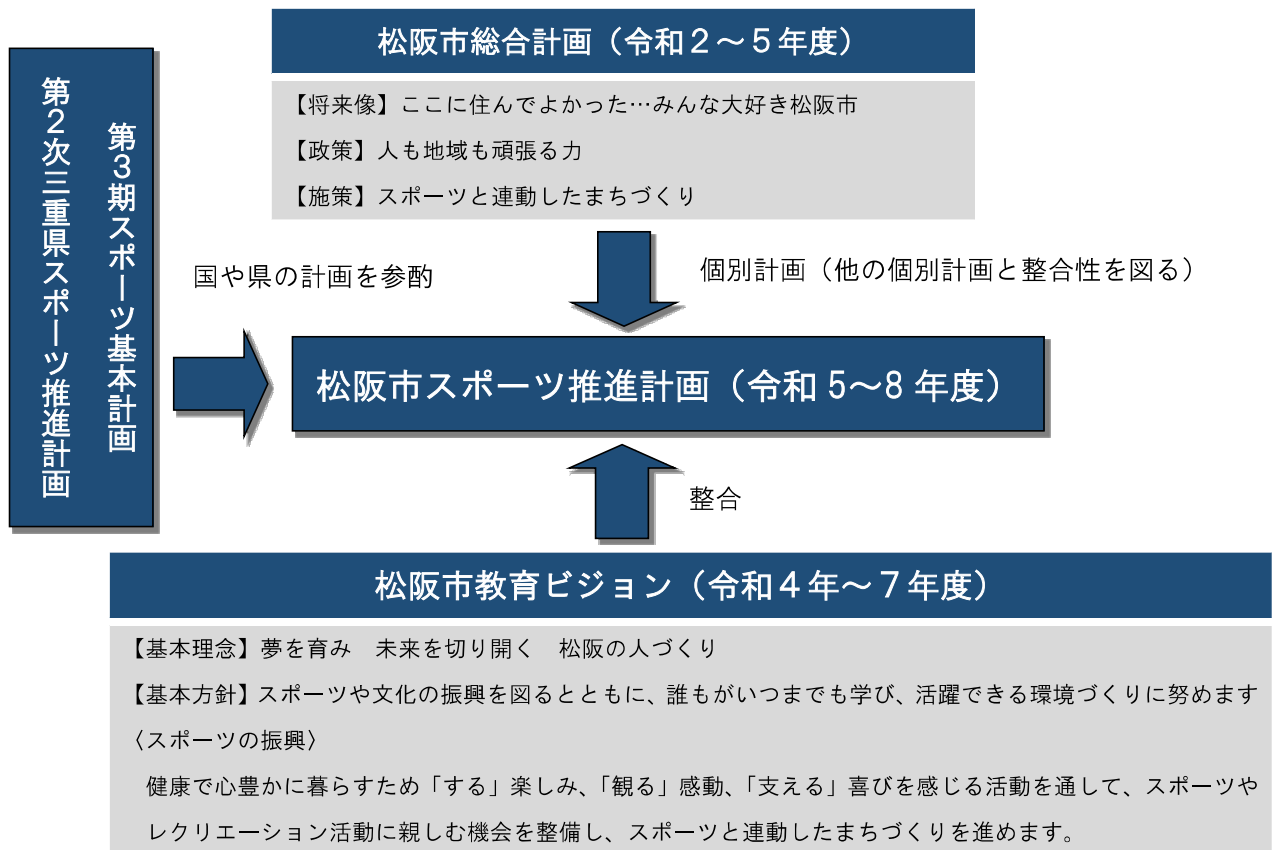 松阪市総合計画（令和２～５年度）
【将来像】ここに住んでよかった…みんな大好き松阪市
【政策】人も地域も頑張る力
【施策】スポーツと連動したまちづくり
第３期スポーツ基本計画
第２次三重県スポーツ推進計画
国や県の計画を参酌
個別計画（他の個別計画と整合性を図る）
松阪市スポーツ推進計画（令和 5～8 年度）
整合
松阪市教育ビジョン（令和４年～７年度）
【基本理念】夢を育み　未来を切り開く　松阪の人づくり
【基本方針】スポーツや文化の振興を図るとともに、誰もがいつまでも学び、活躍できる環境づくりに努めます
〈スポーツの振興〉
健康で心豊かに暮らすため「する」楽しみ、「観る」感動、「支える」喜びを感じる活動を通して、スポーツや
レクリエーション活動に親しむ機会を整備し、スポーツと連動したまちづくりを進めます。